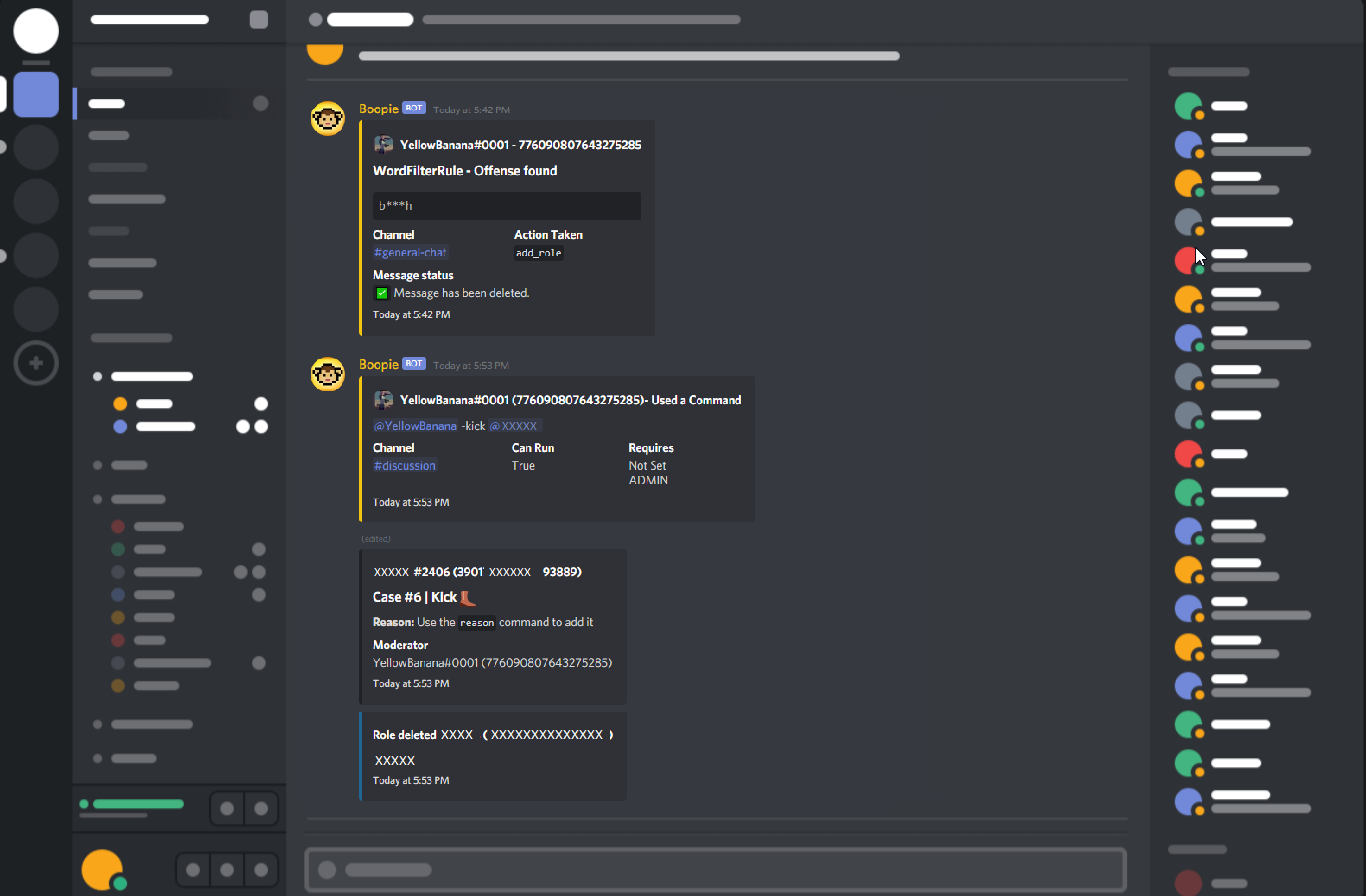 Boopie BOT Today at 5:42 PM
YellowBanana#0001 - 776090807643275285
WordFilterRule - Offense found
b***h
Channel Action Taken
#general-chat add_role
Message status
✅ Message has been deleted.
Today at 5:42 PM
Boopie BOT Today at 5:53 PM
YellowBanana#0001 (776090807643275285)- Used a Command
@YellowBanana -kick @XXXXX
Channel Can Run Requires
#discussion True Not Set
ADMIN
Today at 5:53 PM
(edited)
XXXXX #2406 (3901 XXXXXX 93889)
Case #6 | Kick 👢
Reason: Use the reason command to add it
Moderator
YellowBanana#0001 (776090807643275285)
Today at 5:53 PM
Role deleted XXXX ( XXXXXXXXXXXXXX )
XXXXX
Today at 5:53 PM